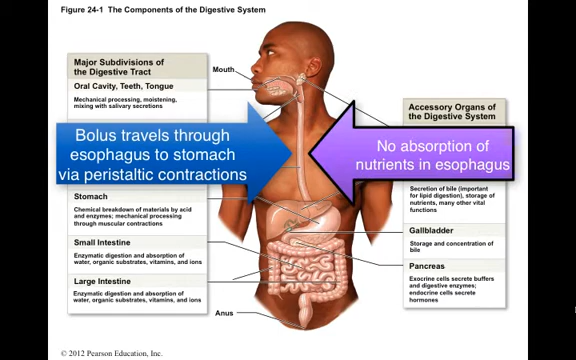 Figure 24-1 The Components of the Digestive System
Major Subdivisions of
the Digestive Tract
Oral Cavity, Teeth, Tongue
Mechanical processing, moistening,
mixing with salivary secretions
Mouth
Bolus travels through
esophagus to stomach
via peristaltic contractions
Stomach
Chemical breakdown of materials by acid
and enzymes; mechanical processing
through muscular contractions
Small Intestine
Enzymatic digestion and absorption of
water, organic substrates, vitamins, and ions
Large Intestine
Enzymatic digestion and absorption of
water, organic substrates, vitamins, and ions
Anus
Accessory Organs of
the Digestive System
No absorption of
nutrients in esophagus
Secretion of bile (important
for lipid digestion), storage of
nutrients, many other vital
functions
Gallbladder
Storage and concentration of
bile
Pancreas
Exocrine cells secrete buffers
and digestive enzymes;
endocrine cells secrete
hormones
© 2012 Pearson Education, Inc.